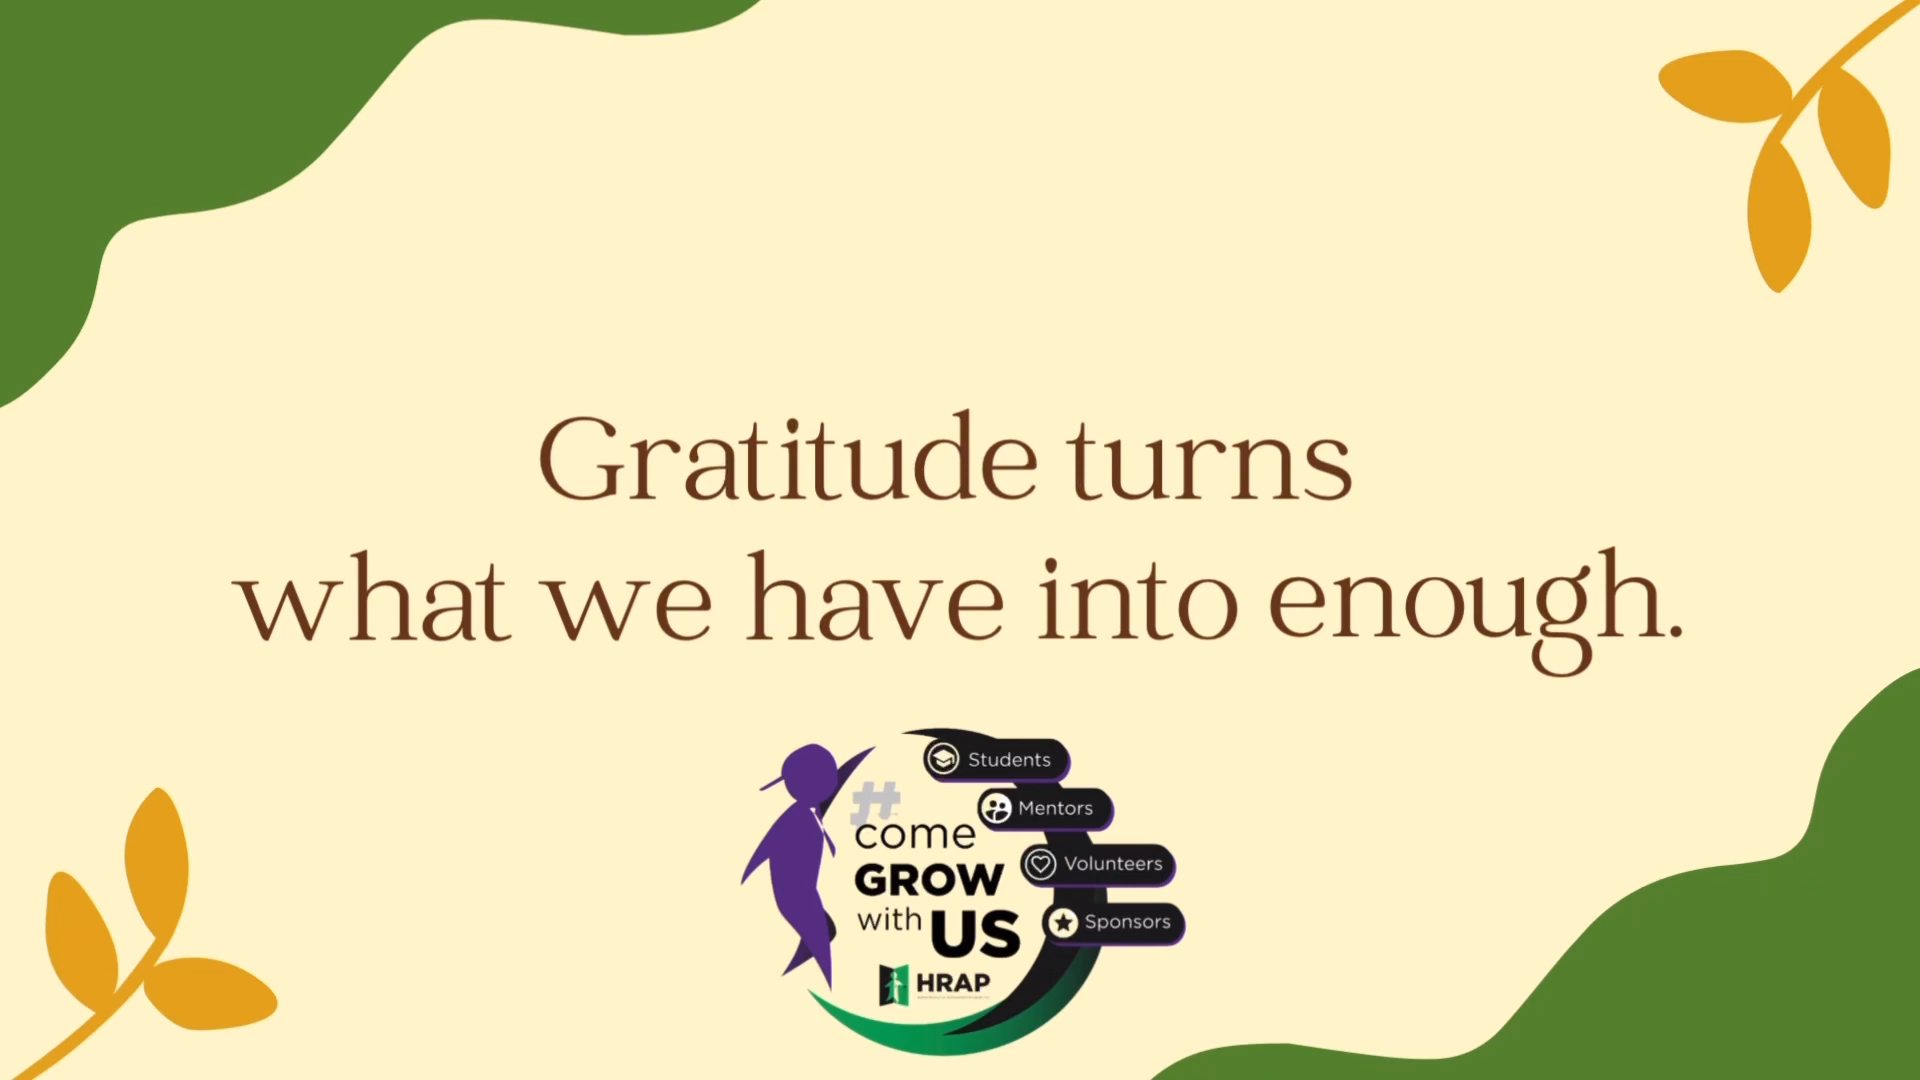 Gratitude turns
what we have into enough.
Students
#
Mentors
come
GROW
Volunteers
with US
Sponsors
HRAP